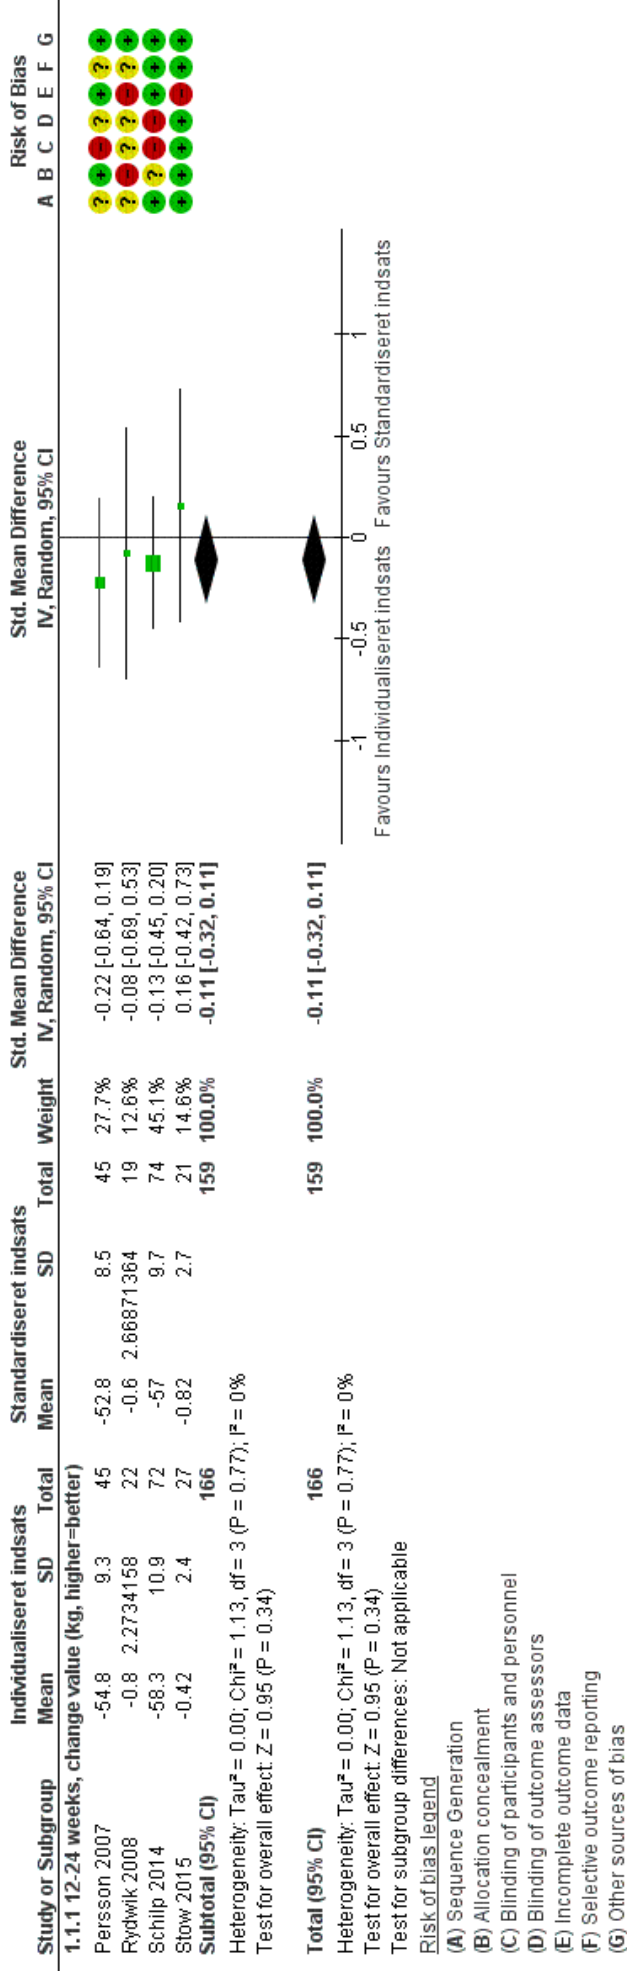 Individualiseret indsats Standardiseret indsats Std. Mean Difference Std. Mean Difference Risk of Bias
Study or Subgroup Mean SD Total Mean SD Total Weight IV, Random, 95% CI IV, Random, 95% CI A B C D E F G
1.1.1 12-24 weeks, change value (kg, higher=better)
Persson 2007 -54.8 9.3 45 -52.8 8.5 45 27.7% -0.22 [-0.64, 0.19] ? + - ? + ? +
Rydwik 2008 -0.8 2.2734158 22 -0.6 2.66871364 19 12.6% -0.08 [-0.69, 0.53] ? - ? ? - ? +
Schilp 2014 -58.3 10.9 72 -57 9.7 74 45.1% -0.13 [-0.45, 0.20] + ? - - + + +
Stow 2015 -0.42 2.4 27 -0.82 2.7 21 14.6% 0.16 [-0.42, 0.73] + + + + - + +
Subtotal (95% CI) 166 159 100.0% -0.11 [-0.32, 0.11]
Heterogeneity: Tau² = 0.00; Chi² = 1.13, df = 3 (P = 0.77); I² = 0%
Test for overall effect: Z = 0.95 (P = 0.34)
Total (95% CI) 166 159 100.0% -0.11 [-0.32, 0.11]
Heterogeneity: Tau² = 0.00; Chi² = 1.13, df = 3 (P = 0.77); I² = 0%
Test for overall effect: Z = 0.95 (P = 0.34)
Test for subgroup differences: Not applicable
-1 -0.5 0 0.5 1
Favours Individualiseret indsats Favours Standardiseret indsats
Risk of bias legend
(A) Sequence Generation
(B) Allocation concealment
(C) Blinding of participants and personnel
(D) Blinding of outcome assessors
(E) Incomplete outcome data
(F) Selective outcome reporting
(G) Other sources of bias